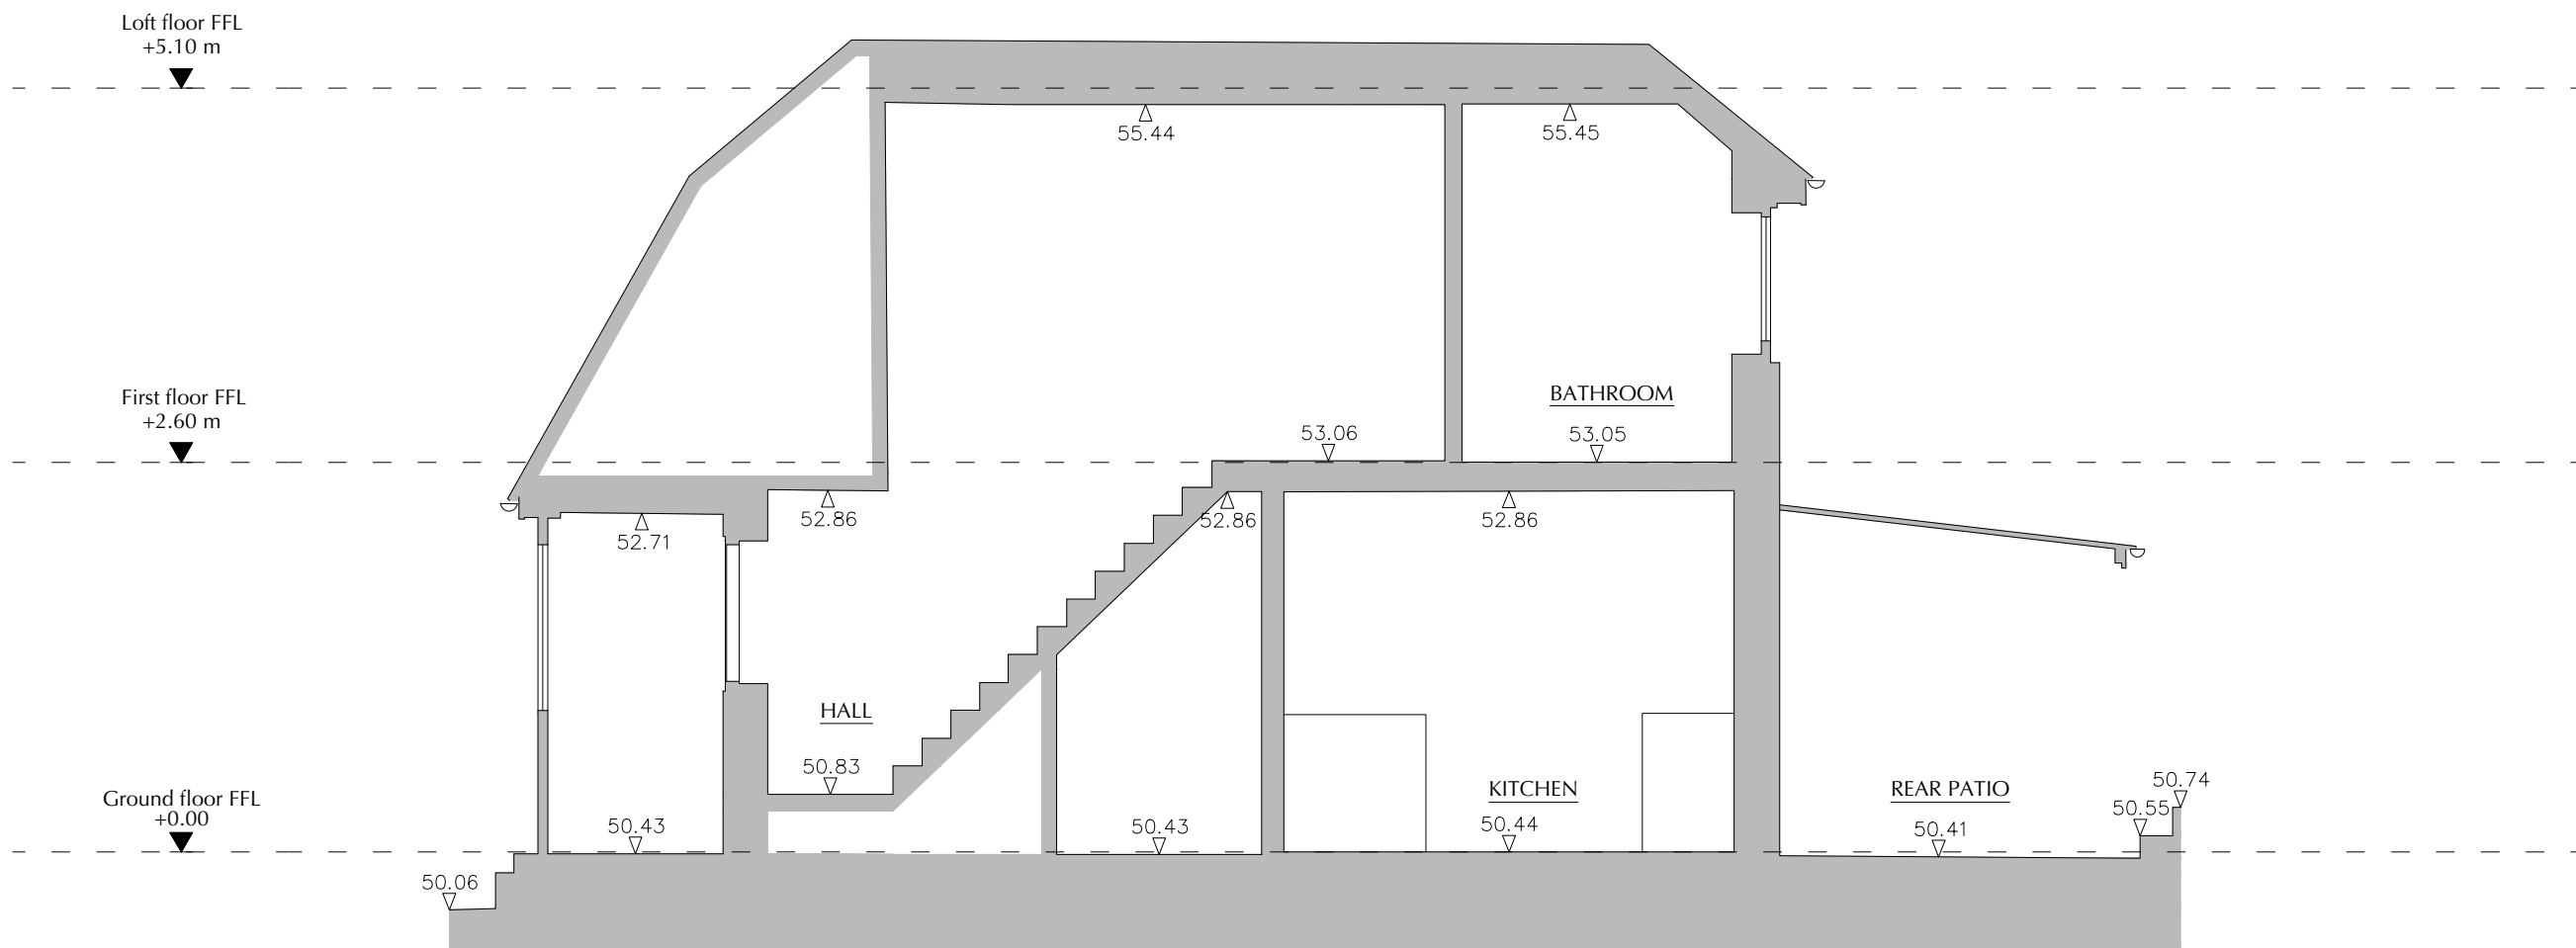 Loft floor FFL
+5.10 m
55.44
55.45
First floor FFL
+2.60 m
BATHROOM
53.06
53.05
52.86
52.86
52.86
52.71
HALL
50.83
KITCHEN
REAR PATIO
50.74
Ground floor FFL
+0.00
50.43
50.43
50.44
50.41
50.55
50.06